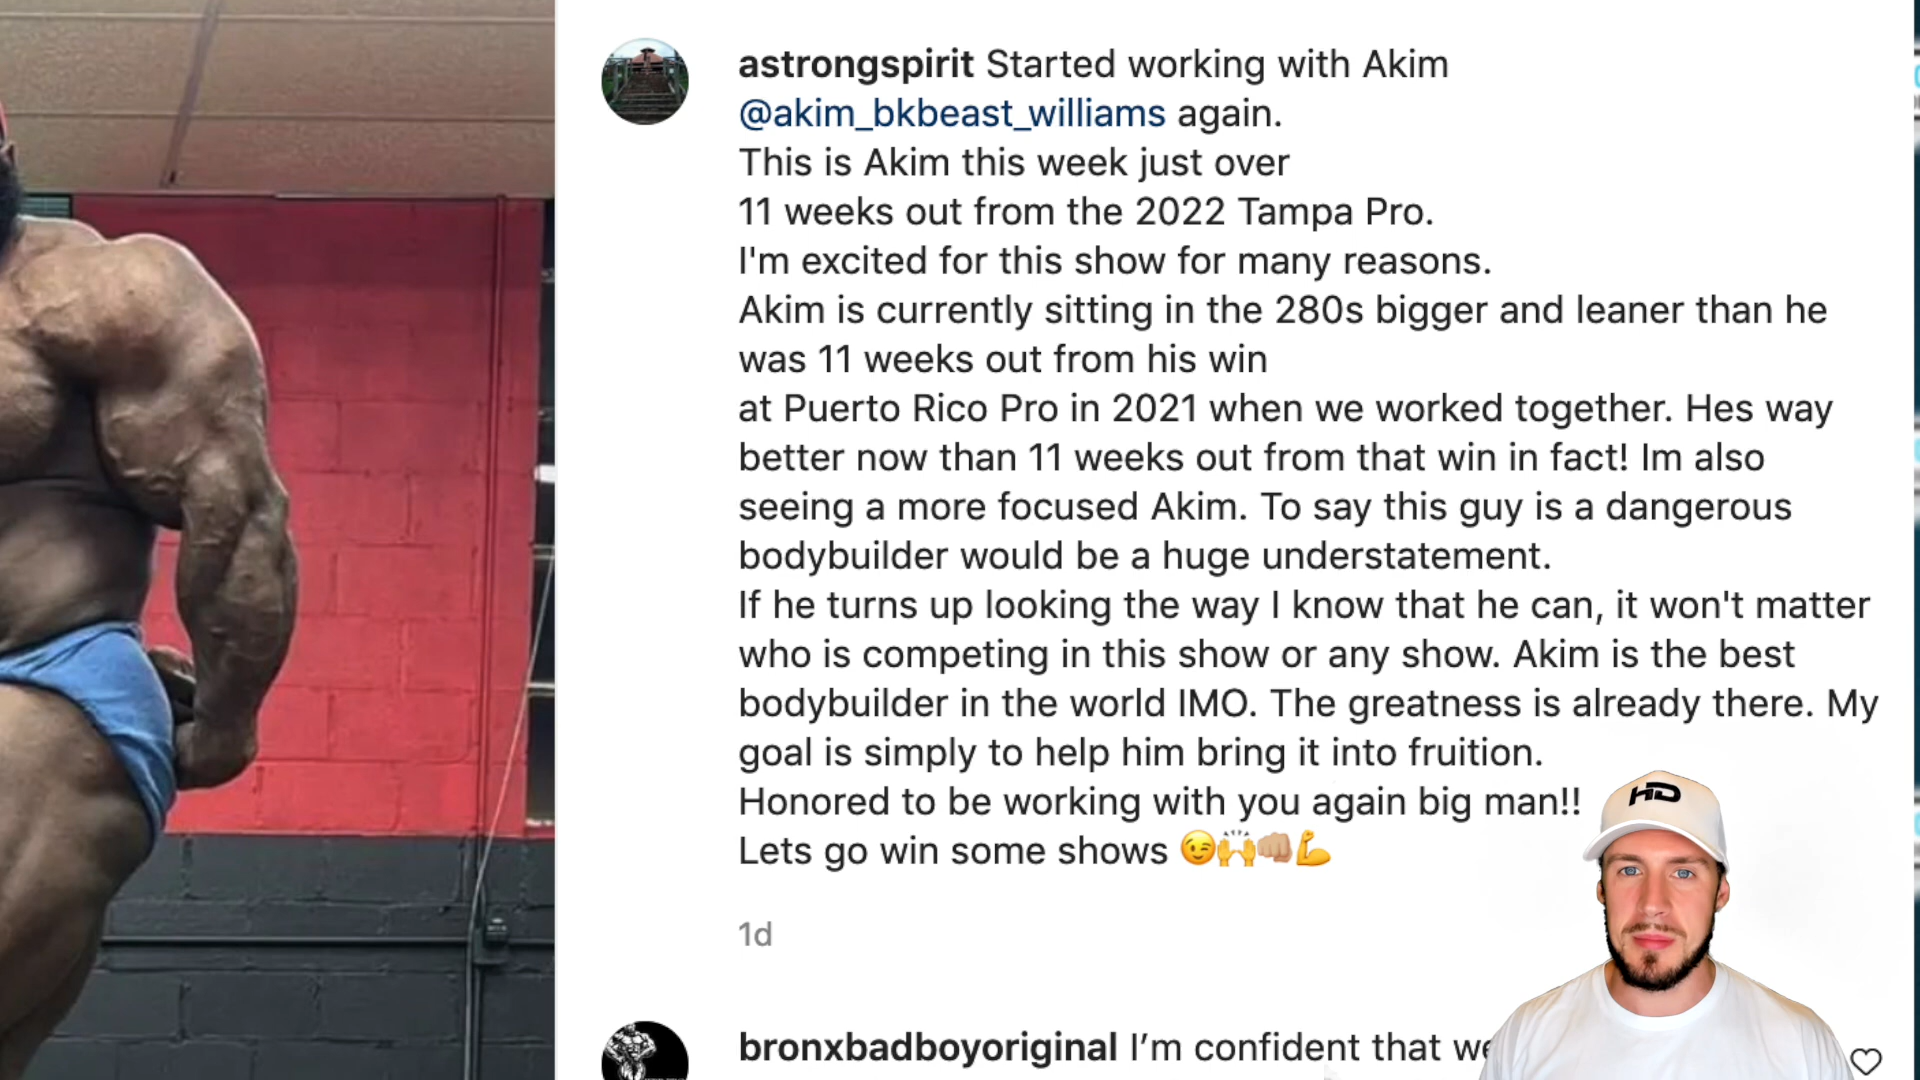 astrongspirit Started working with Akim
@akim_bkbeast_williams again.
This is Akim this week just over
11 weeks out from the 2022 Tampa Pro.
I'm excited for this show for many reasons.
Akim is currently sitting in the 280s bigger and leaner than he
was 11 weeks out from his win
at Puerto Rico Pro in 2021 when we worked together. Hes way
better now than 11 weeks out from that win in fact! Im also
seeing a more focused Akim. To say this guy is a dangerous
bodybuilder would be a huge understatement.
If he turns up looking the way I know that he can, it won't matter
who is competing in this show or any show. Akim is the best
bodybuilder in the world IMO. The greatness is already there. My
goal is simply to help him bring it into fruition.
Honored to be working with you again big man!!
Lets go win some shows 😉🙌👊🏼💪
1d
HD
bronxbadboyoriginal I’m confident that we